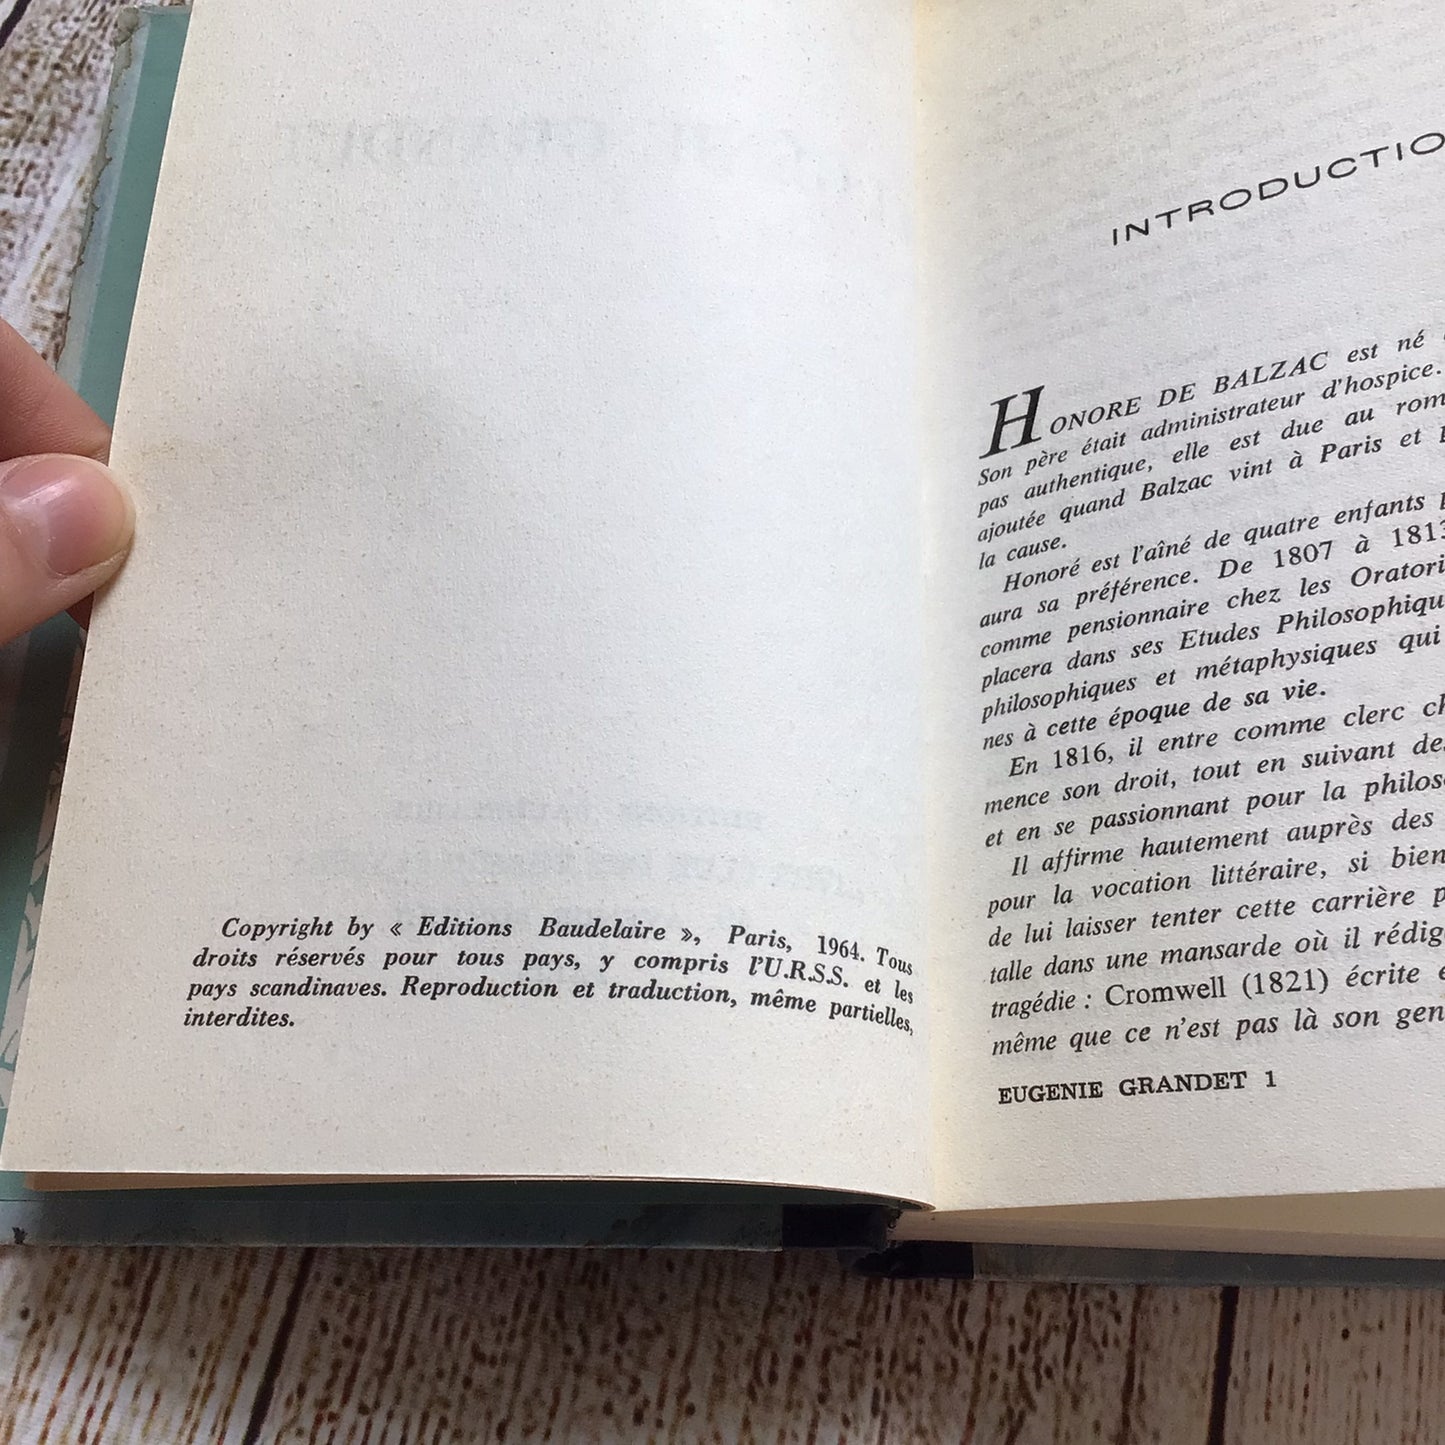 Copyright by « Editions Baudelaire », Paris, 1964. Tous
droits réservés pour tous pays, y compris l'U.R.S.S. et les
pays scandinaves. Reproduction et traduction, même partielles,
interdites.
INTRODUCTIO
HONORE DE BALZAC est né
Son père était administrateur d'hospice.
pas authentique, elle est due au rom
ajoutée quand Balzac vint à Paris et
la cause.
Honoré est l'aîné de quatre enfants
aura sa préférence. De 1807 à 1813
comme pensionnaire chez les Oratori
placera dans ses Etudes Philosophiqu
philosophiques et métaphysiques qui
nes à cette époque de sa vie.
En 1816, il entre comme clerc ch
mence son droit, tout en suivant des
et en se passionnant pour la philos
Il affirme hautement auprès des
pour la vocation littéraire, si bien
de lui laisser tenter cette carrière p
talle dans une mansarde où il rédig
tragédie : Cromwell (1821) écrite e
même que ce n'est pas là son gen
EUGENIE GRANDET 1